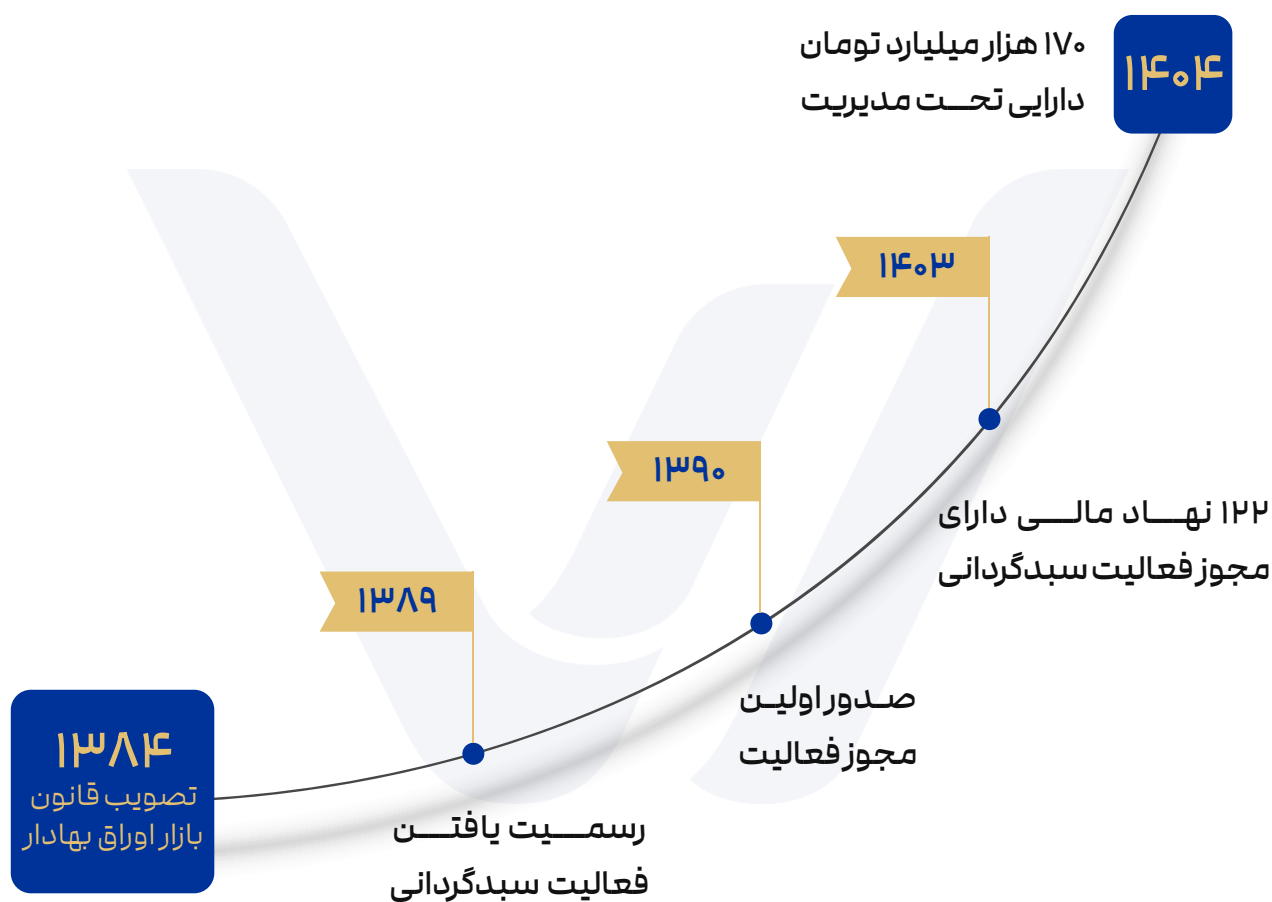 ۱۴۰۴
۱۷۰ هزار میلیارد تومان
دارایی تحت مدیریت
۱۴۰۳
۱۲۲ نهاد مالی دارای
مجوز فعالیت سبدگردانی
۱۳۹۰
صدور اولین
مجوز فعالیت
۱۳۸۹
رسمیت یافتن
فعالیت سبدگردانی
۱۳۸۴
تصویب قانون
بازار اوراق بهادار